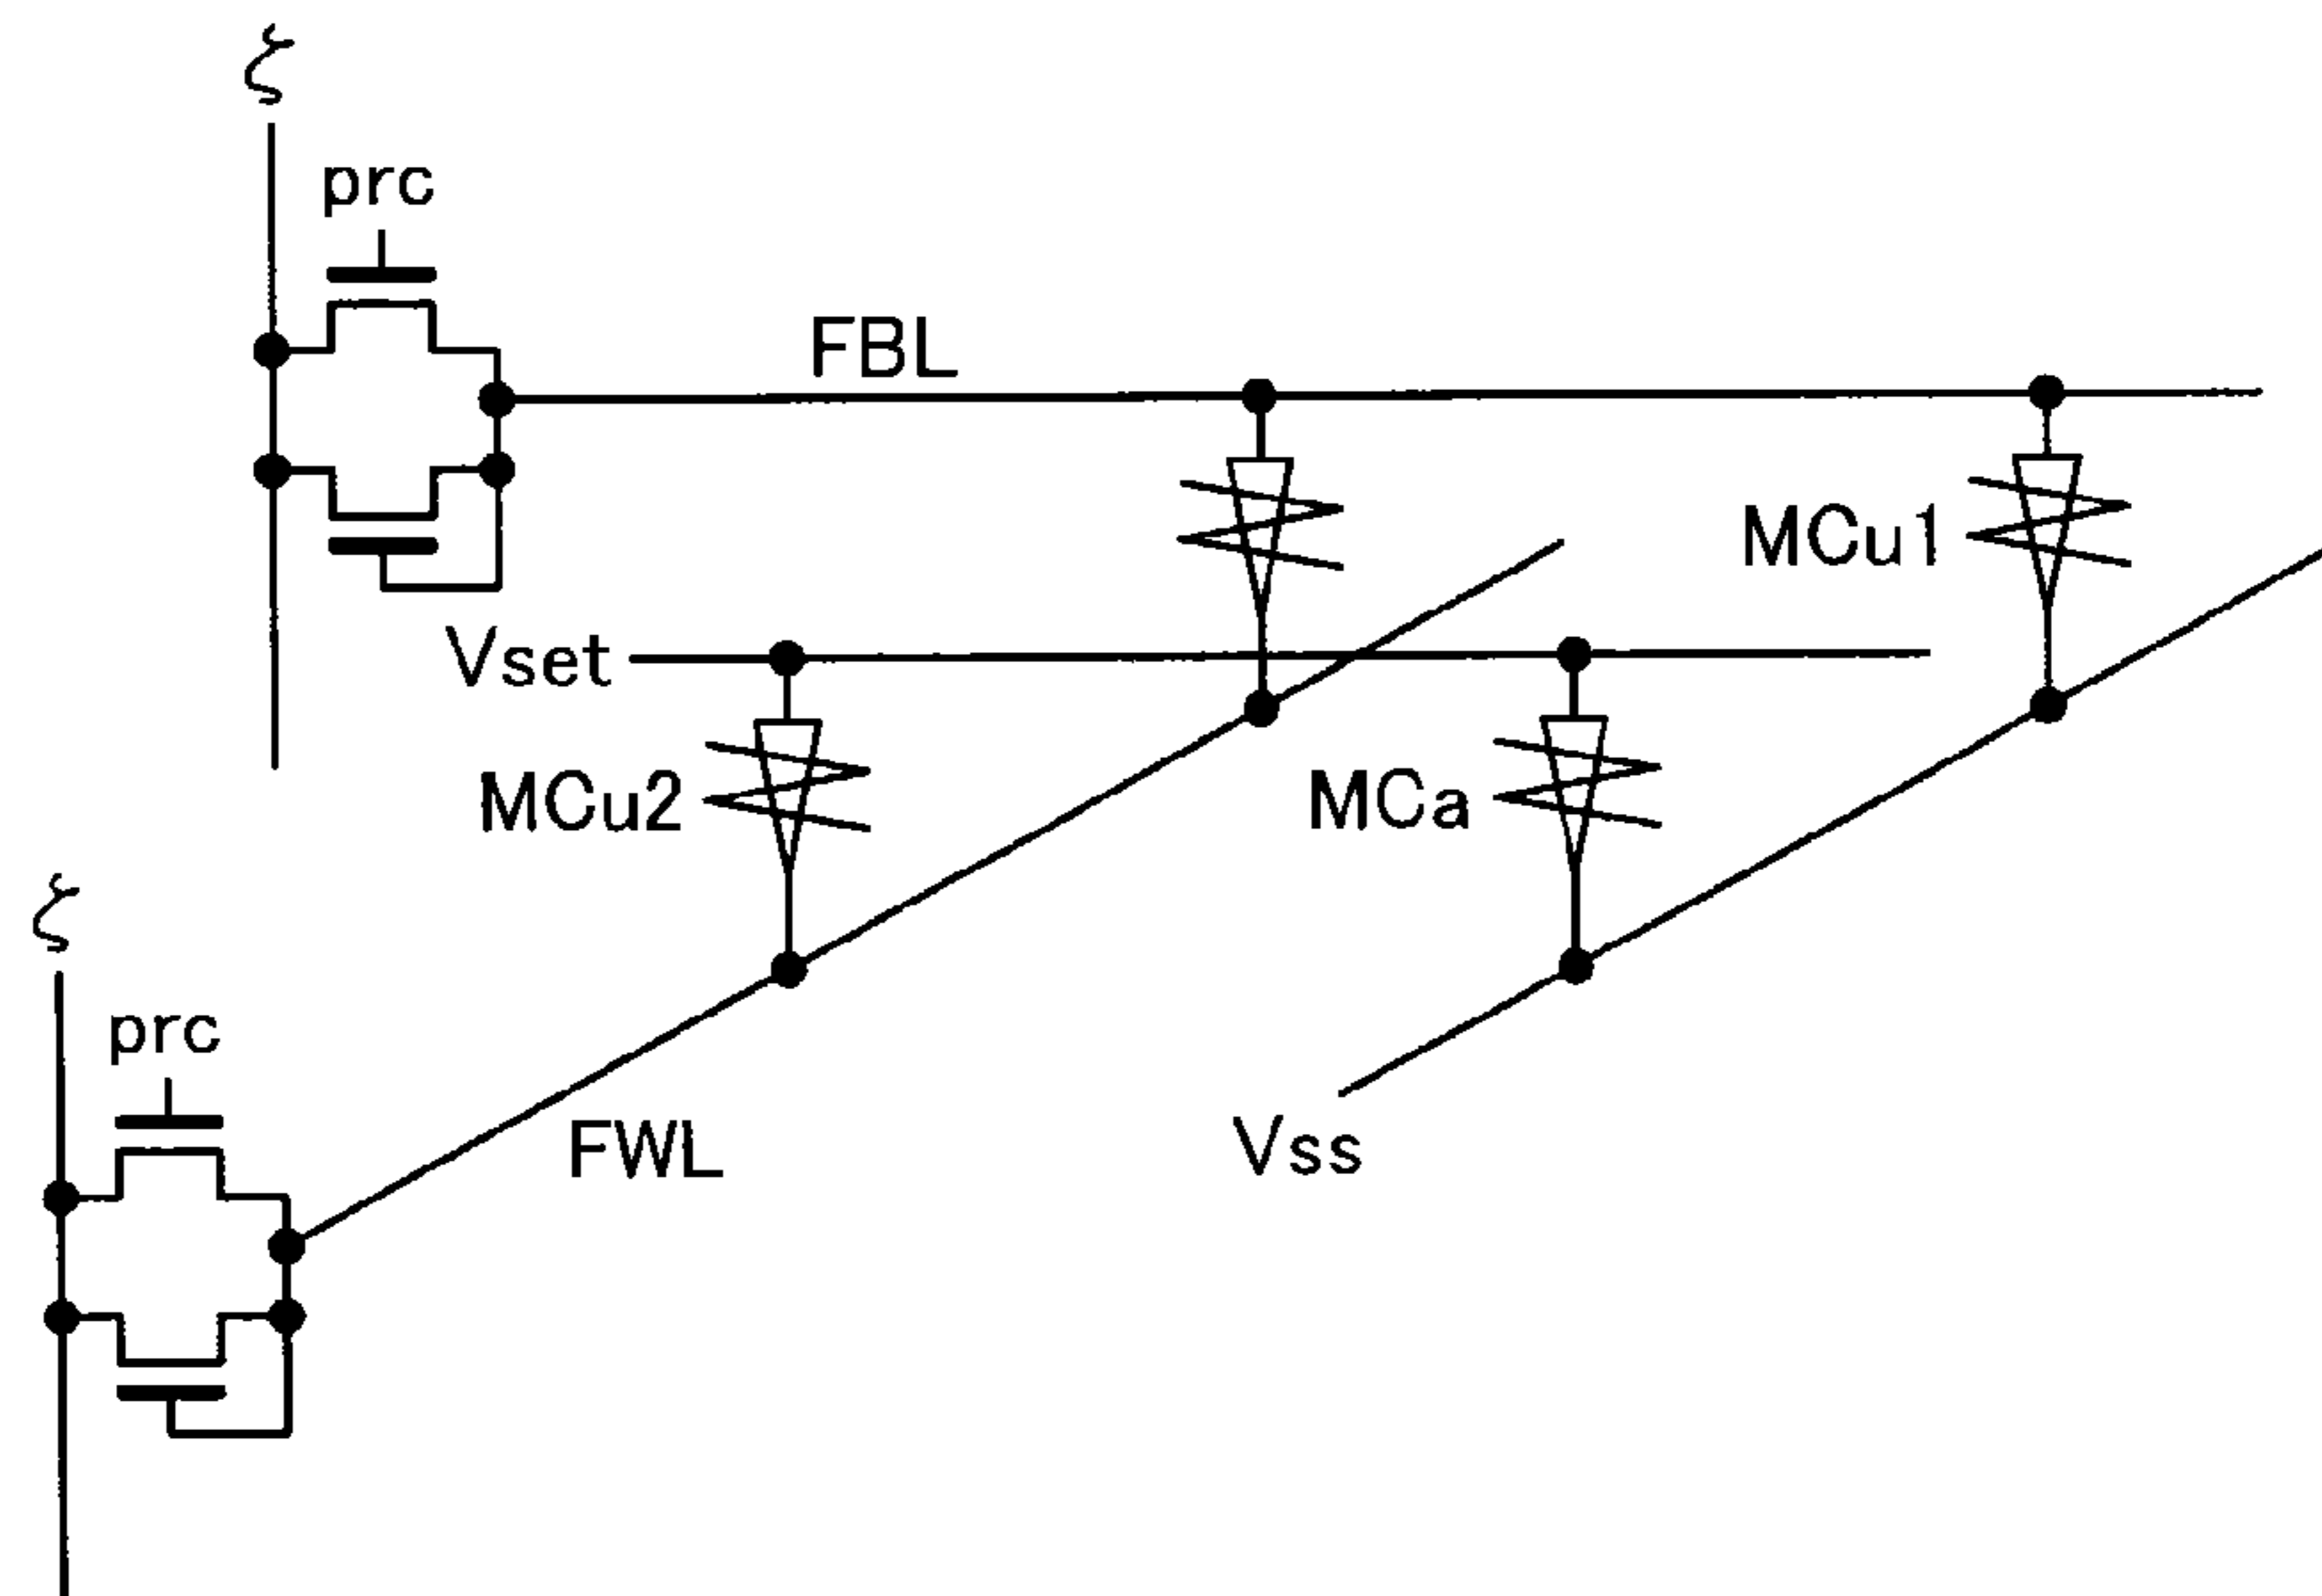 ζ
prc
FBL
MCu1
Vset
MCu2
MCa
ζ
prc
FWL
Vss